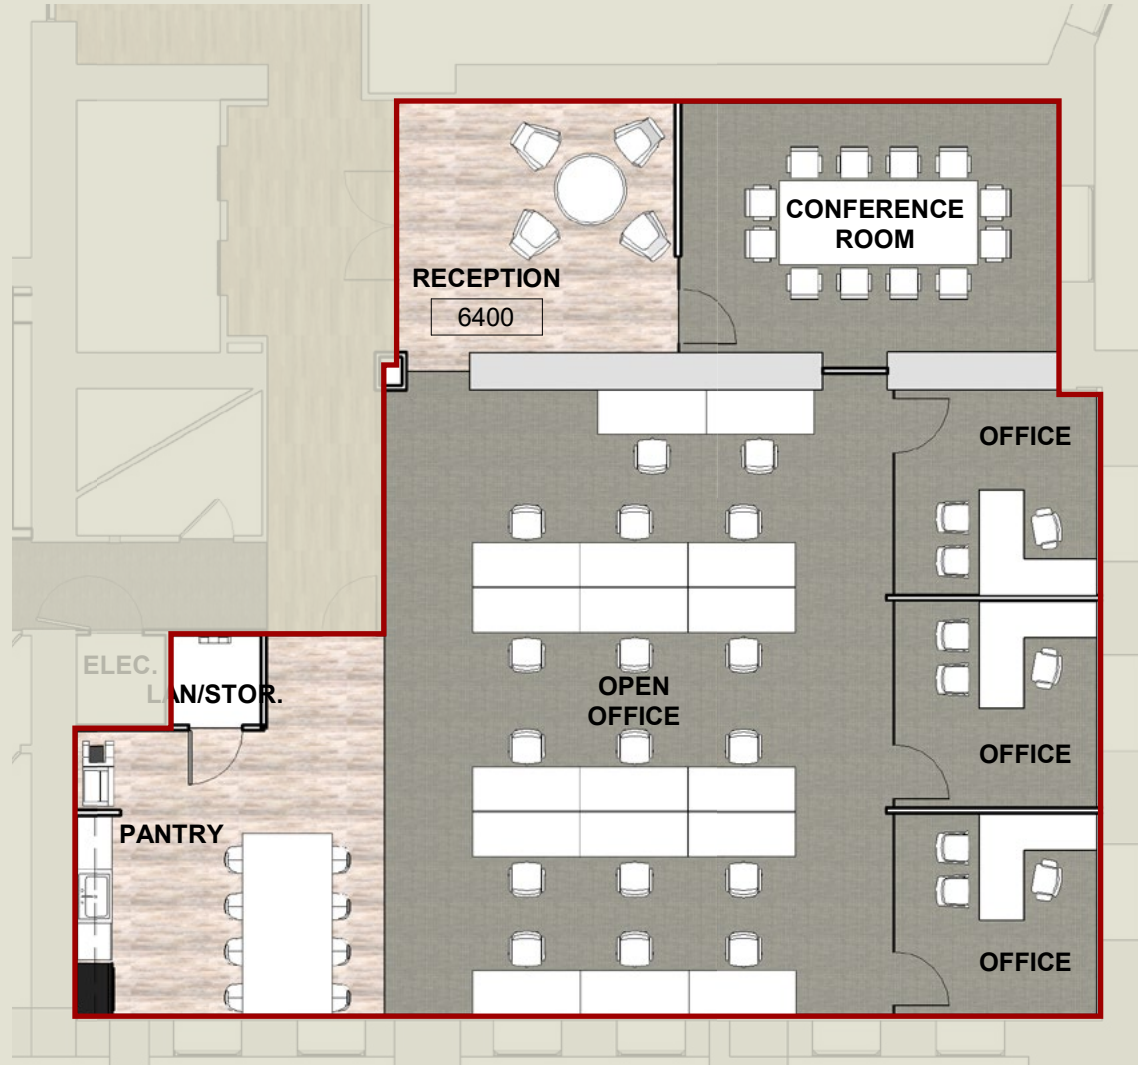 CONFERENCE
ROOM
RECEPTION
6400
OFFICE
ELEC.
LAN/STOR.
OPEN
OFFICE
OFFICE
PANTRY
OFFICE